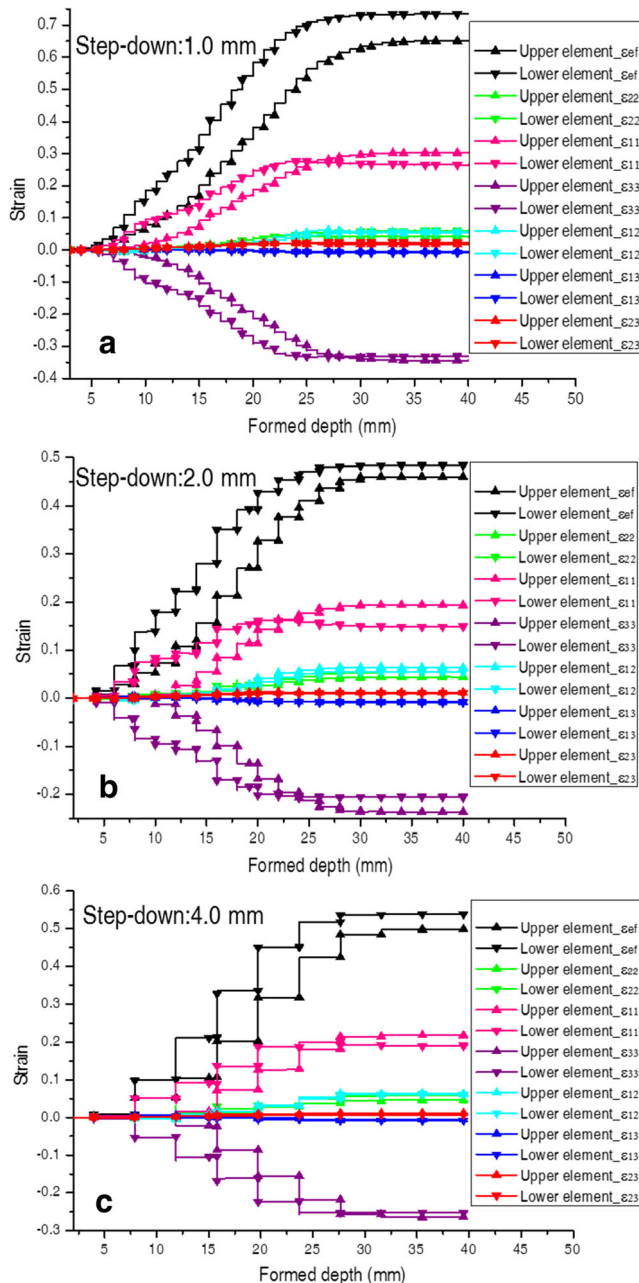 0.7
0.6
0.5
0.4
0.3
0.2
0.1
0.0
-0.1
-0.2
-0.3
-0.4
Strain
Step-down:1.0 mm
a
5 10 15 20 25 30 35 40 45 50
Formed depth (mm)
Upper element_εef
Lower element_εef
Upper element_ε22
Lower element_ε22
Upper element_ε11
Lower element_ε11
Upper element_ε33
Lower element_ε33
Upper element_ε12
Lower element_ε12
Upper element_ε13
Lower element_ε13
Upper element_ε23
Lower element_ε23
0.5
0.4
0.3
0.2
0.1
0.0
-0.1
-0.2
Strain
Step-down:2.0 mm
b
5 10 15 20 25 30 35 40 45 50
Formed depth (mm)
Upper element_εef
Lower element_εef
Upper element_ε22
Lower element_ε22
Upper element_ε11
Lower element_ε11
Upper element_ε33
Lower element_ε33
Upper element_ε12
Lower element_ε12
Upper element_ε13
Lower element_ε13
Upper element_ε23
Lower element_ε23
0.6
0.5
0.4
0.3
0.2
0.1
0.0
-0.1
-0.2
-0.3
Strain
Step-down:4.0 mm
c
5 10 15 20 25 30 35 40 45 50
Formed depth (mm)
Upper element_εef
Lower element_εef
Upper element_ε22
Lower element_ε22
Upper element_ε11
Lower element_ε11
Upper element_ε33
Lower element_ε33
Upper element_ε12
Lower element_ε12
Upper element_ε13
Lower element_ε13
Upper element_ε23
Lower element_ε23